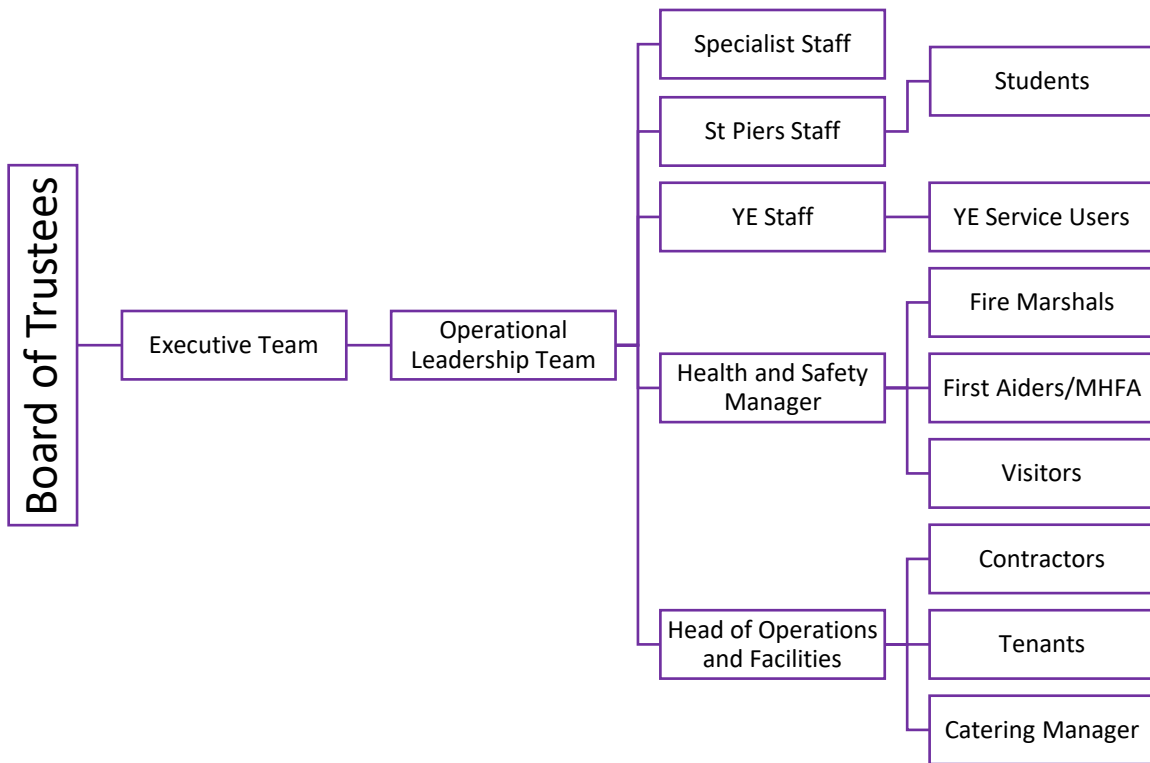 Board of Trustees
Executive Team
Operational
Leadership Team
Specialist Staff
St Piers Staff
Students
YE Staff
YE Service Users
Health and Safety
Manager
Fire Marshals
First Aiders/MHFA
Visitors
Head of Operations
and Facilities
Contractors
Tenants
Catering Manager